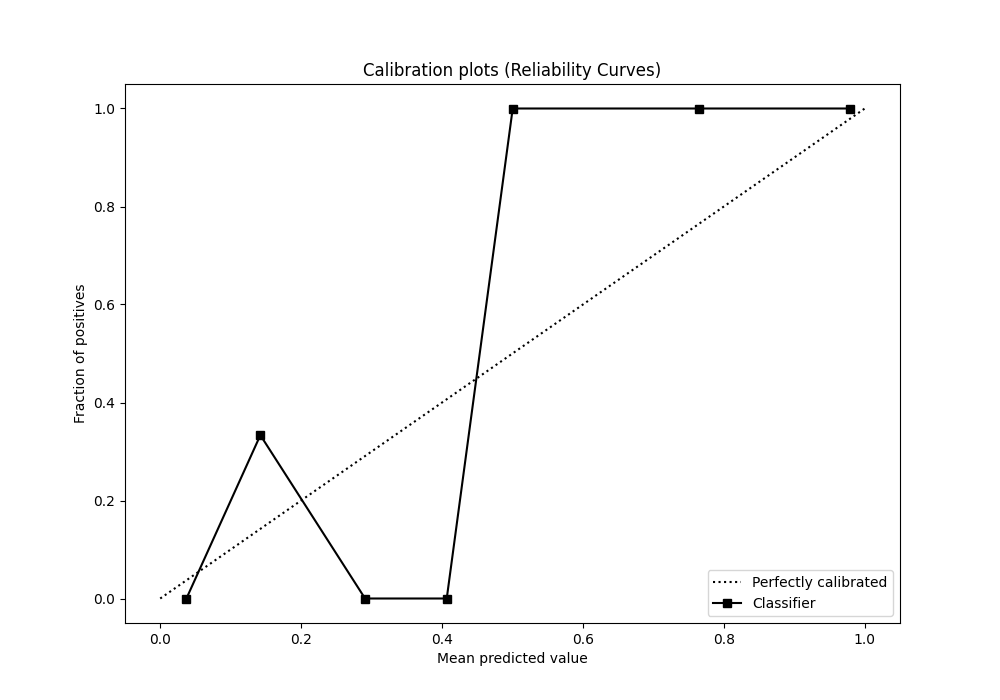 Calibration plots (Reliability Curves)
1.0
0.8
0.6
0.4
0.2
0.0
Fraction of positives
0.0 0.2 0.4 0.6 0.8 1.0
Mean predicted value
Perfectly calibrated
Classifier